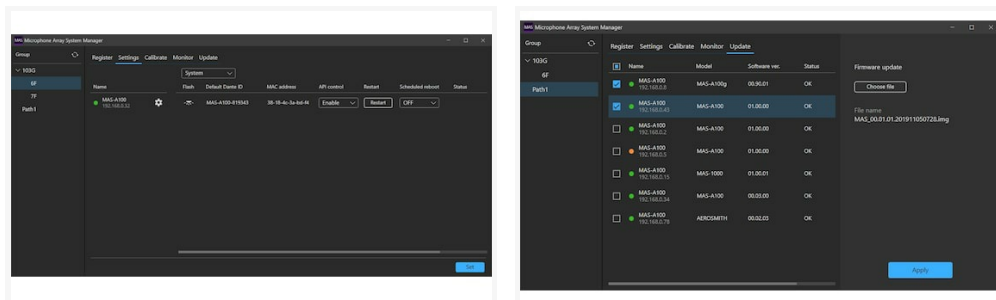 MAS Microphone Array System Manager
Group
Register Settings Calibrate Monitor Update
103G
6F
7F
Path1
System
Name Flash Default Dante ID MAC address API control Restart Scheduled reboot Status
MAS-A100
192.168.0.32
Enable Restart OFF
Set
MAS Microphone Array System Manager
Group
Register Settings Calibrate Monitor Update
103G
6F
Path1
Name Model Software ver. Status
MAS-A100 MAS-A100g 00.90.01 OK
192.168.0.8
MAS-A100 MAS-A100 01.00.00 OK
192.168.0.43
MAS-A100 MAS-A100 01.00.00 OK
192.168.0.2
MAS-A100 MAS-A100 01.00.00 OK
192.168.0.5
MAS-A100 MAS-1000 01.00.01 OK
192.168.0.15
MAS-A100 MAS-A100 00.03.00 OK
192.168.0.34
MAS-A100 AEROSMITH 00.02.03 OK
192.168.0.78
Firmware update
Choose file
File name
MAS_00.01.01.201911050728.img
Apply